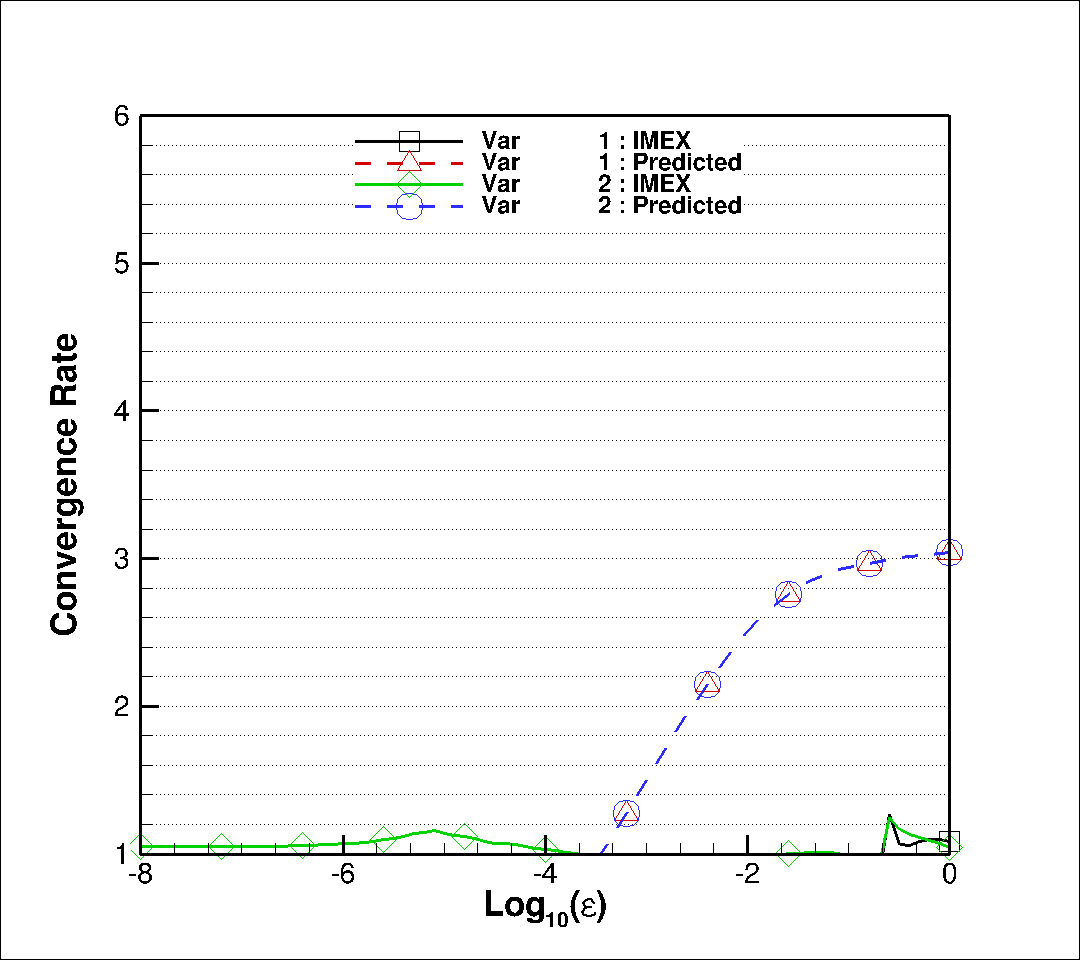 6
Var 1 : IMEX
Var 1 : Predicted
Var 2 : IMEX
Var 2 : Predicted
5
4
3
2
1
Convergence Rate
-8 -6 -4 -2 0
Log10(ε)